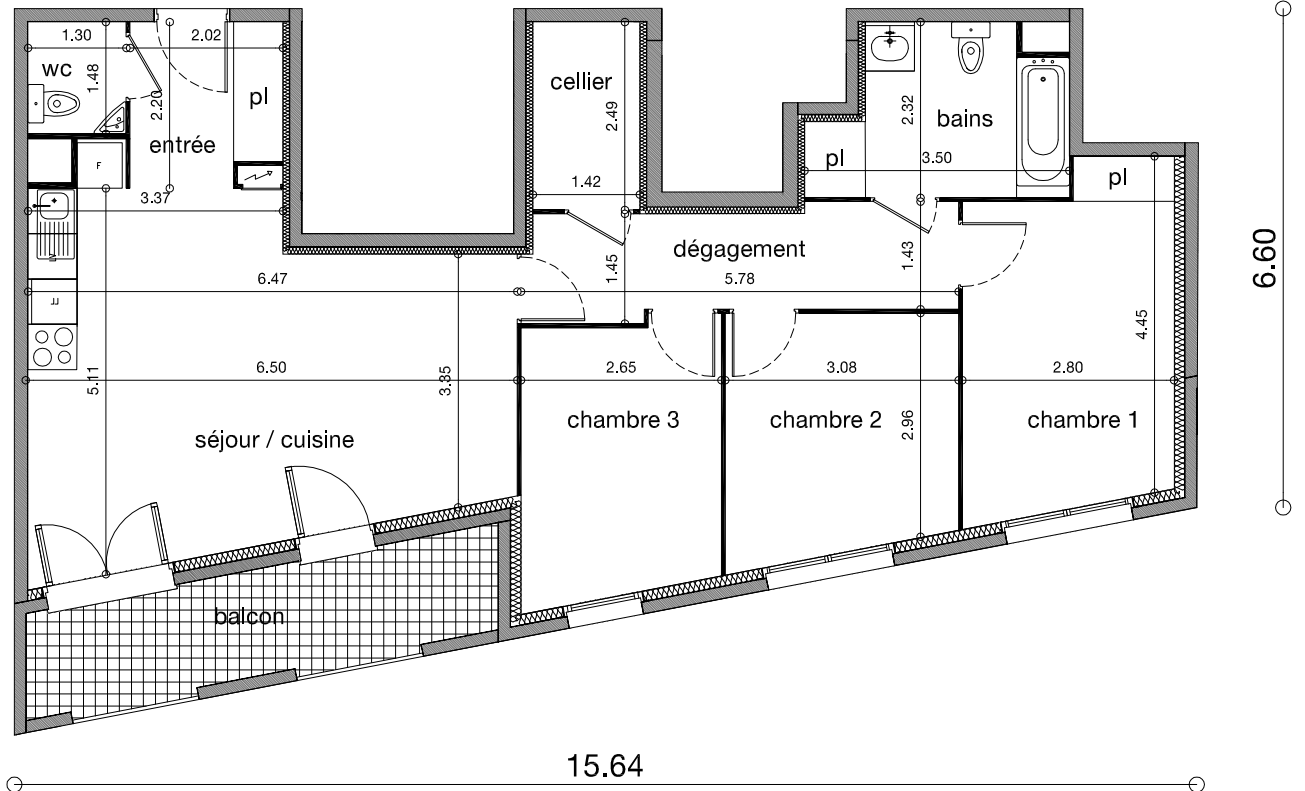 1.30
2.02
wc
1.48
2.20
pl
entrée
F
3.37
cellier
2.49
1.42
bains
2.32
3.50
pl
pl
dégagement
1.45
5.78
1.43
6.47
6.50
5.11
3.85
2.65
3.08
2.80
4.45
2.96
séjour / cuisine
chambre 3
chambre 2
chambre 1
balcon
6.60
15.64